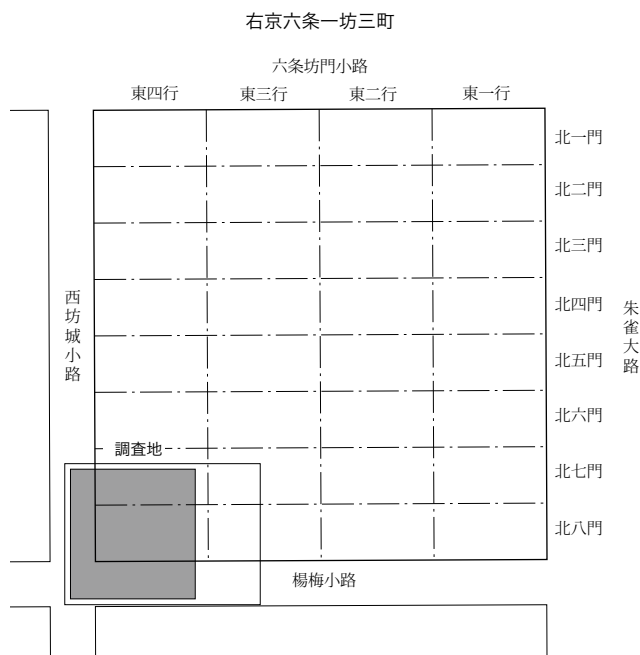 右京六条一坊三町
六条坊門小路
東四行
東三行
東二行
東一行
北一門
北二門
北三門
北四門
北五門
北六門
北七門
北八門
西坊城小路
朱雀大路
調査地
楊梅小路